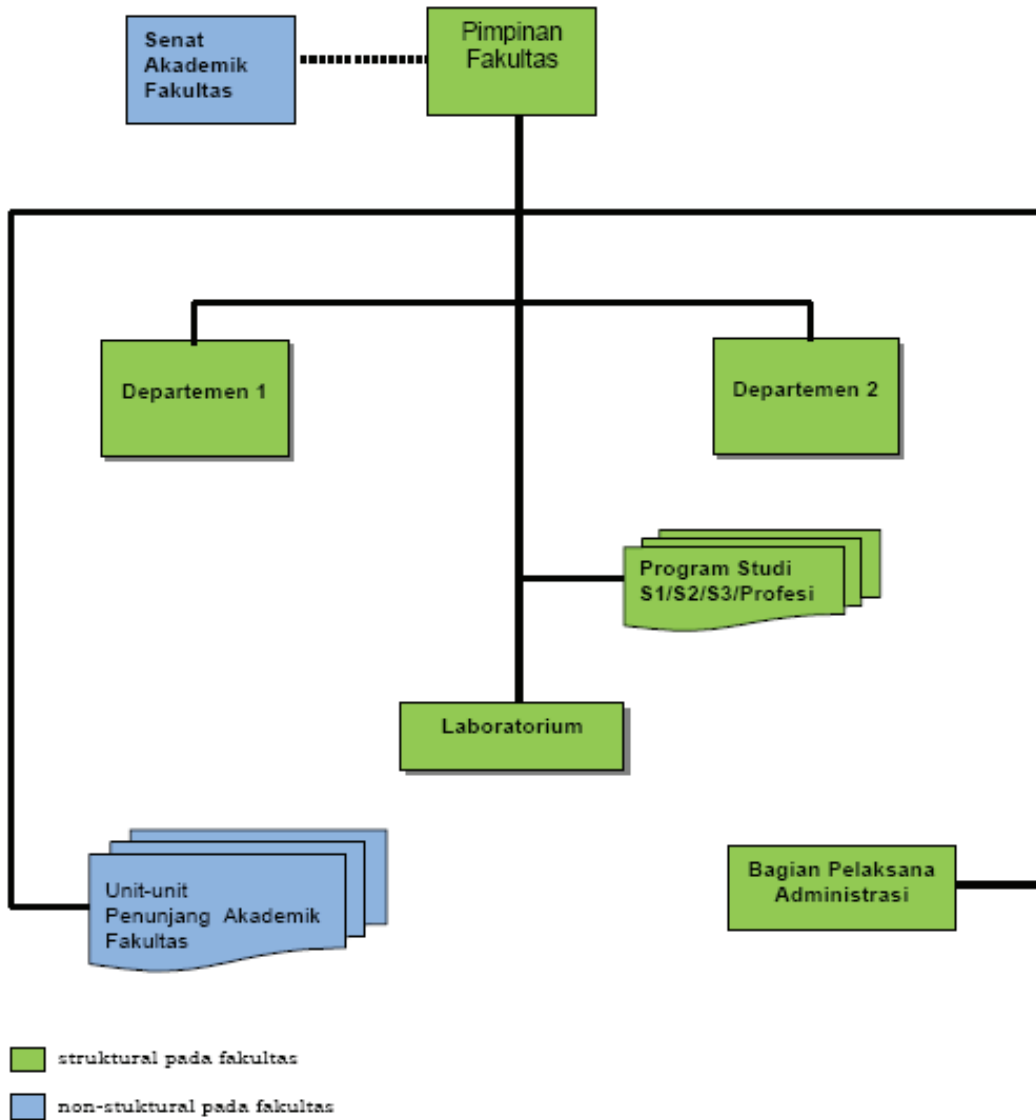 Senat
Akademik
Fakultas
Pimpinan
Fakultas
Departemen 1
Departemen 2
Program Studi
S1/S2/S3/Profesi
Laboratorium
Unit-unit
Penunjang Akademik
Fakultas
Bagian Pelaksana
Administrasi
struktural pada fakultas
non-stuktural pada fakultas